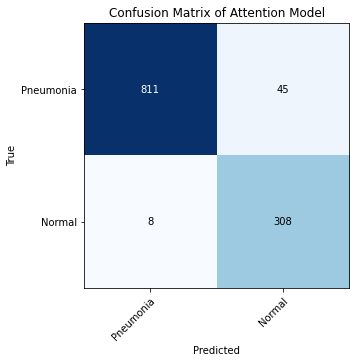 Confusion Matrix of Attention Model
Pneumonia
811
45
True
Normal
8
308
Pneumonia
Normal
Predicted